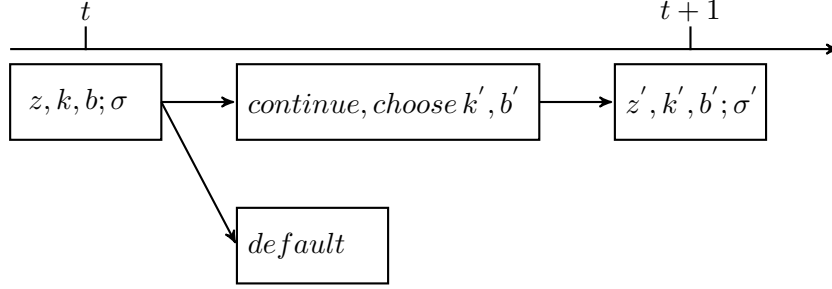 t
t + 1
z, k, b; σ
continue, choose k', b'
z', k', b'; σ'
default